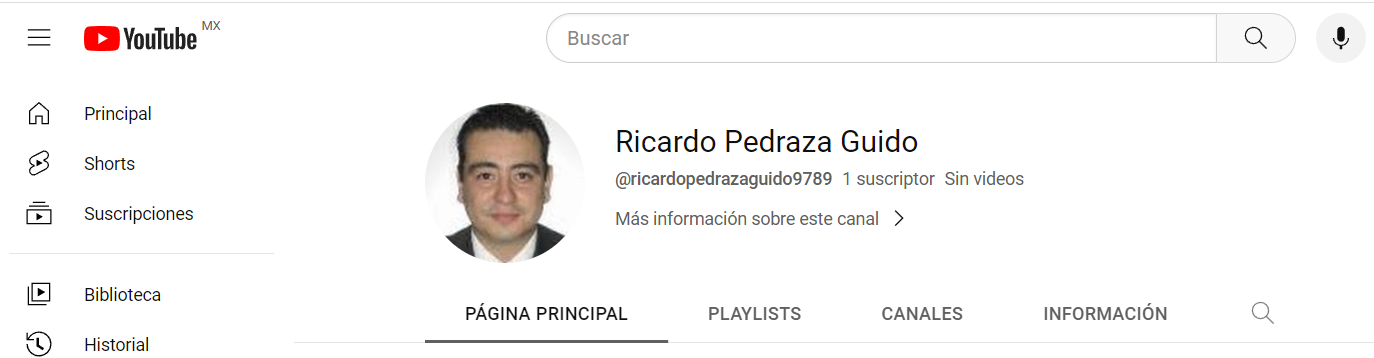 YouTube MX
Buscar
Principal
Shorts
Suscripciones
Biblioteca
Historial
Ricardo Pedraza Guido
@ricardopedrazaguido9789 1 suscriptor Sin videos
Más información sobre este canal
PÁGINA PRINCIPAL PLAYLISTS CANALES INFORMACIÓN